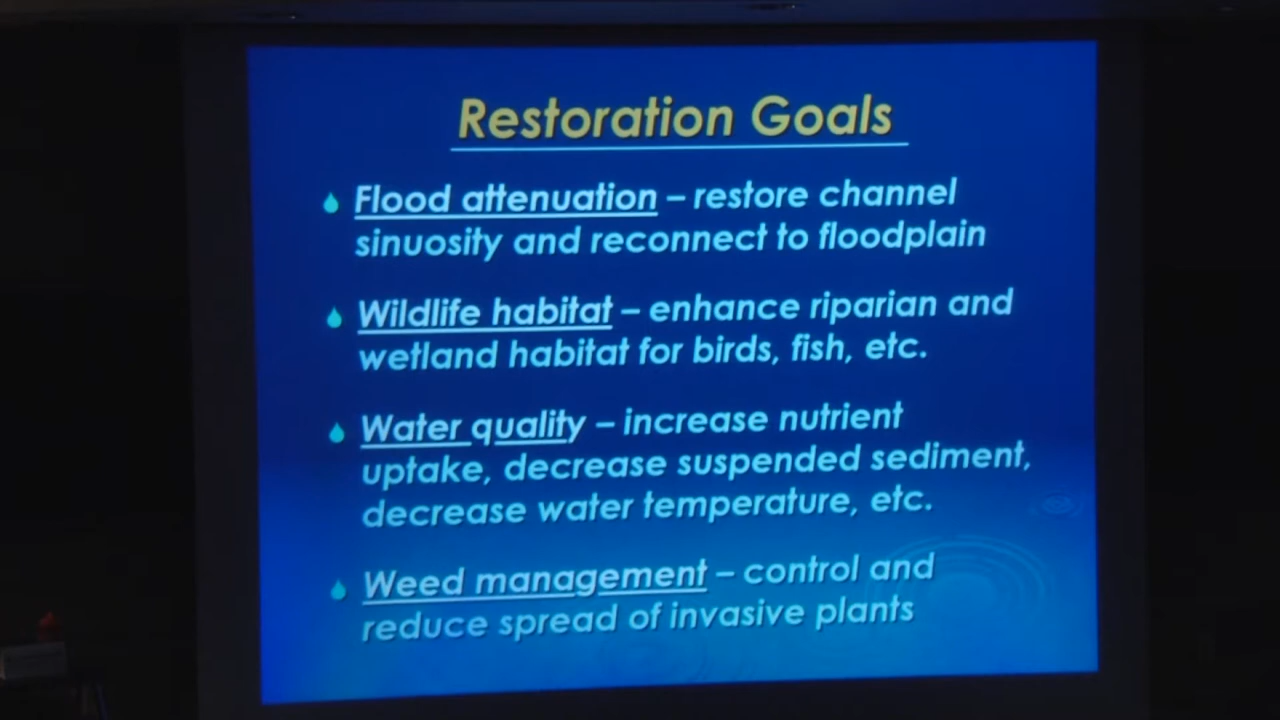 Restoration Goals
Flood attenuation – restore channel
sinuosity and reconnect to floodplain
Wildlife habitat – enhance riparian and
wetland habitat for birds, fish, etc.
Water quality – increase nutrient
uptake, decrease suspended sediment,
decrease water temperature, etc.
Weed management – control and
reduce spread of invasive plants